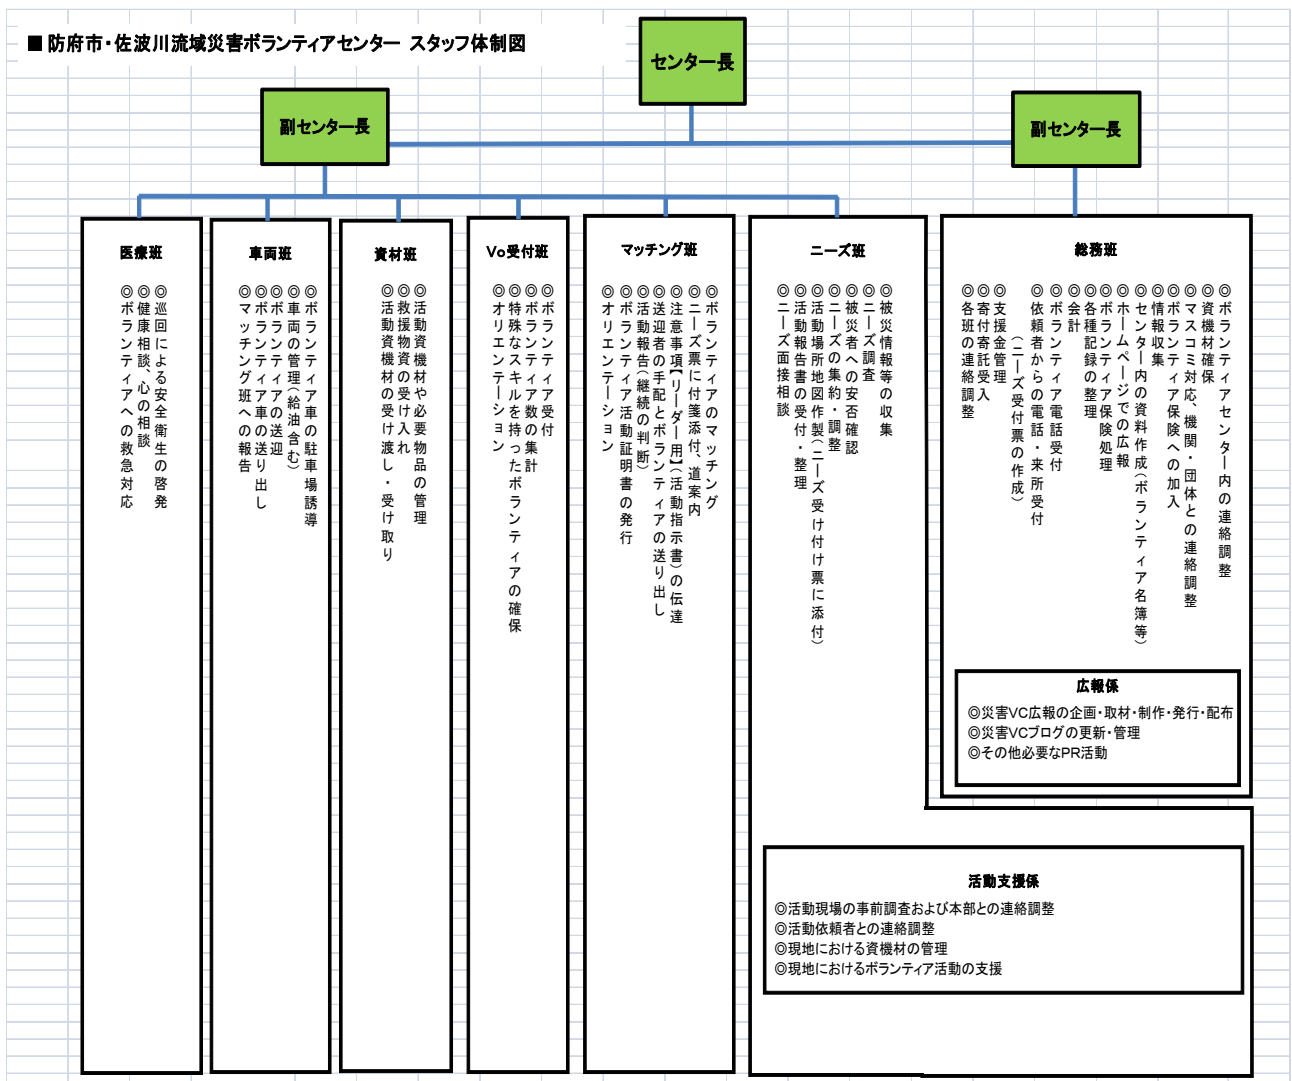 ■ 防府市・佐波川流域災害ボランティアセンター スタッフ体制図
センター長
副センター長
副センター長
医療班
◎巡回による安全衛生の啓発
◎健康相談、心の相談
◎ボランティアへの救急対応
車両班
◎ボランティア車の駐車場誘導
◎車両の管理(給油含む)
◎ボランティアの送迎
◎ボランティア車の送り出し
◎マッチング班への報告
資材班
◎活動資機材や必要物品の管理
◎救援物資の受け入れ
◎活動資機材の受け渡し・受け取り
Vo受付班
◎ボランティア受付
◎ボランティア数の集計
◎特殊なスキルを持ったボランティアの確保
◎オリエンテーション
マッチング班
◎ボランティアのマッチング
◎ニーズ票に付箋添付、道案内
◎注意事項【リーダー用】(活動指示書)の伝達
◎送迎者の手配とボランティアの送り出し
◎活動報告(継続の判断)
◎ボランティア活動証明書の発行
◎オリエンテーション
ニーズ班
◎被災情報等の収集
◎ニーズ調査
◎被災者への安否確認
◎ニーズの集約・調整
◎活動場所地図作製(ニーズ受け付け票に添付)
◎活動報告書の受付・整理
◎ニーズ面接相談
総務班
◎ボランティアセンター内の連絡調整
◎資機材確保
◎マスコミ対応、機関・団体との連絡調整
◎ボランティア保険への加入
◎情報収集
◎センター内の資料作成(ボランティア名簿等)
◎ホームページでの広報
◎ボランティア保険処理
◎各種記録の整理
◎会計
◎ボランティア電話受付
◎依頼者からの電話・来所受付
(ニーズ受付票の作成)
◎支援金管理
◎寄付寄託受入
◎各班の連絡調整
広報係
◎災害VC広報の企画・取材・制作・発行・配布
◎災害VCブログの更新・管理
◎その他必要なPR活動
活動支援係
◎活動現場の事前調査および本部との連絡調整
◎活動依頼者との連絡調整
◎現地における資機材の管理
◎現地におけるボランティア活動の支援